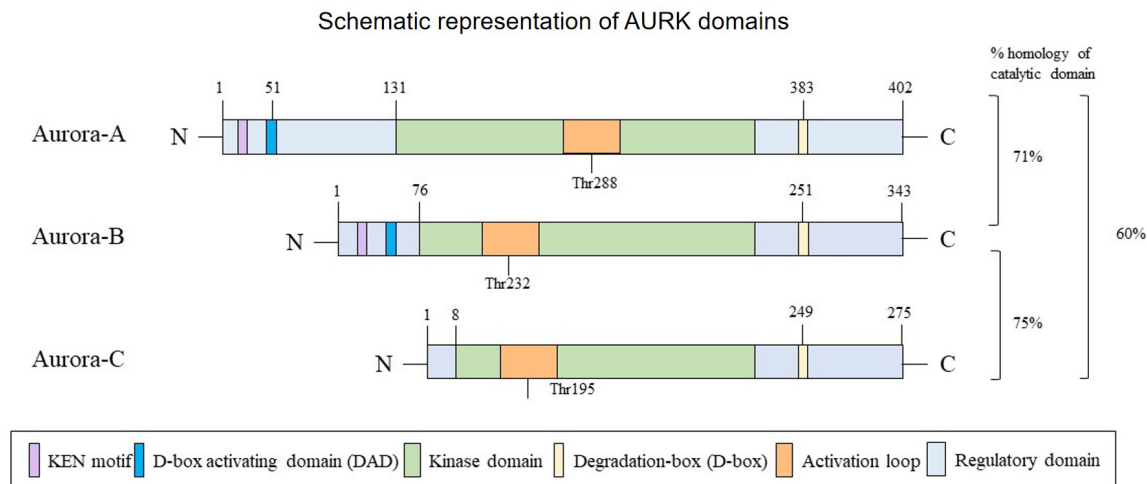 Schematic representation of AURK domains
% homology of
catalytic domain
1 51 131 383 402
Aurora-A N C
Thr288
71%
1 76 251 343
Aurora-B N C
Thr232
60%
1 8 249 275
75%
Aurora-C N C
Thr195
KEN motif D-box activating domain (DAD) Kinase domain Degradation-box (D-box) Activation loop Regulatory domain